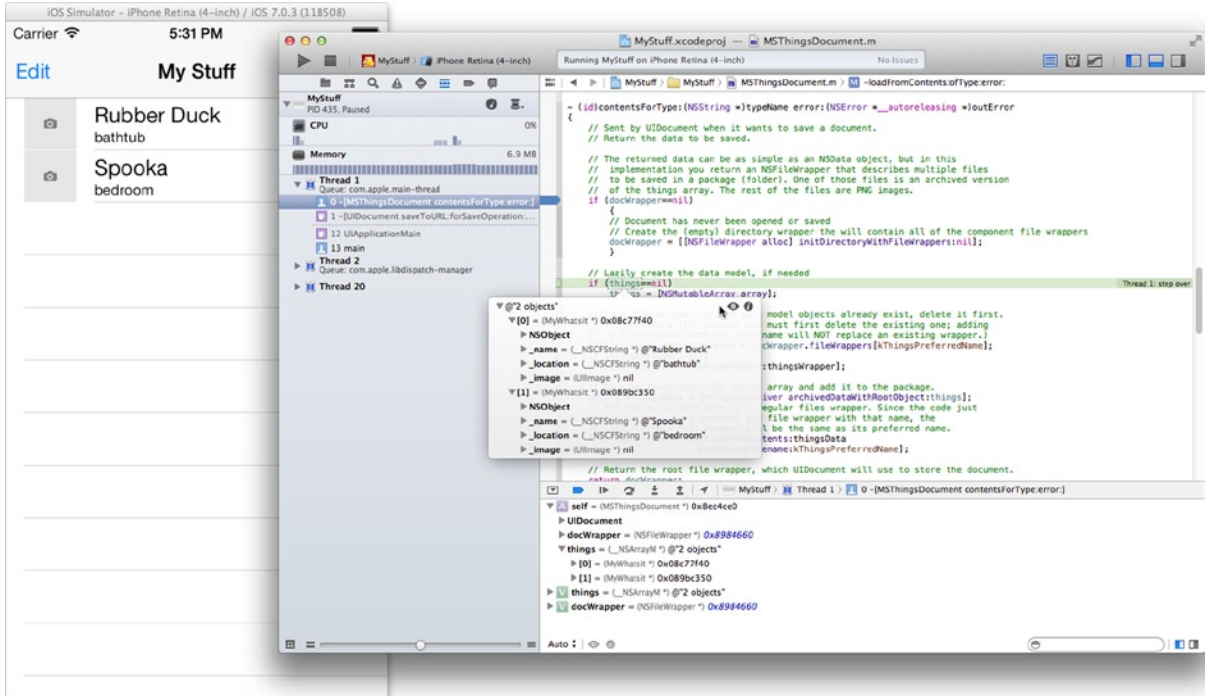 iOS Simulator – iPhone Retina (4-inch) / iOS 7.0.3 (11B508)
Carrier 5:31 PM
Edit My Stuff
Rubber Duck
bathtub
Spooka
bedroom
MyStuff.xcodeproj — MSThingsDocument.m
MyStuff iPhone Retina (4-inch)
Running MyStuff on iPhone Retina (4-inch) No Issues
MyStuff MyStuff MSThingsDocument.m -loadFromContents:ofType:error:
MyStuff
PID 435, Paused
CPU 0%
Memory 6.9 MB
Thread 1
Queue: com.apple.main-thread
0 -[MSThingsDocument contentsForType:error:]
1 -[UIDocument saveToURL:forSaveOperation:...
12 UIApplicationMain
13 main
Thread 2
Queue: com.apple.libdispatch-manager
Thread 20
- (id)contentsForType:(NSString *)typeName error:(NSError *__autoreleasing *)outError
{
// Sent by UIDocument when it wants to save a document.
// Return the data to be saved.
// The returned data can be as simple as an NSData object, but in this
// implementation you return an NSFileWrapper that describes multiple files
// to be saved in a package (folder). One of those files is an archived version
// of the things array. The rest of the files are PNG images.
if (docWrapper==nil)
{
// Document has never been opened or saved
// Create the (empty) directory wrapper the will contain all of the component file wrappers
docWrapper = [[NSFileWrapper alloc] initDirectoryWithFileWrappers:nil];
}
// Lazily create the data model, if needed
if (things==nil) Thread 1: step over
= [NSMutableArray array];
model objects already exist, delete it first.
must first delete the existing one; adding
name will NOT replace an existing wrapper.)
.fileWrappers[kThingsPreferredName];
:thingsWrapper];
array and add it to the package.
archivedDataWithRootObject:things];
files wrapper. Since the code just
file wrapper with that name, the
be the same as its preferred name.
:thingsData
:kThingsPreferredName];
// Return the root file wrapper, which UIDocument will use to store the document.
return docWrapper;
@"2 objects"
[0] = (MyWhatsit *) 0x08c77f40
NSObject
_name = (__NSCFString *) @"Rubber Duck"
_location = (__NSCFString *) @"bathtub"
_image = (UIImage *) nil
[1] = (MyWhatsit *) 0x089bc350
NSObject
_name = (__NSCFString *) @"Spooka"
_location = (__NSCFString *) @"bedroom"
_image = (UIImage *) nil
MyStuff Thread 1 0 -[MSThingsDocument contentsForType:error:]
A self = (MSThingsDocument *) 0x8ec4ce0
UIDocument
docWrapper = (NSFileWrapper *) 0x8984660
things = (__NSArrayM *) @"2 objects"
[0] = (MyWhatsit *) 0x08c77f40
[1] = (MyWhatsit *) 0x089bc350
V things = (__NSArrayM *) @"2 objects"
V docWrapper = (NSFileWrapper *) 0x8984660
Auto